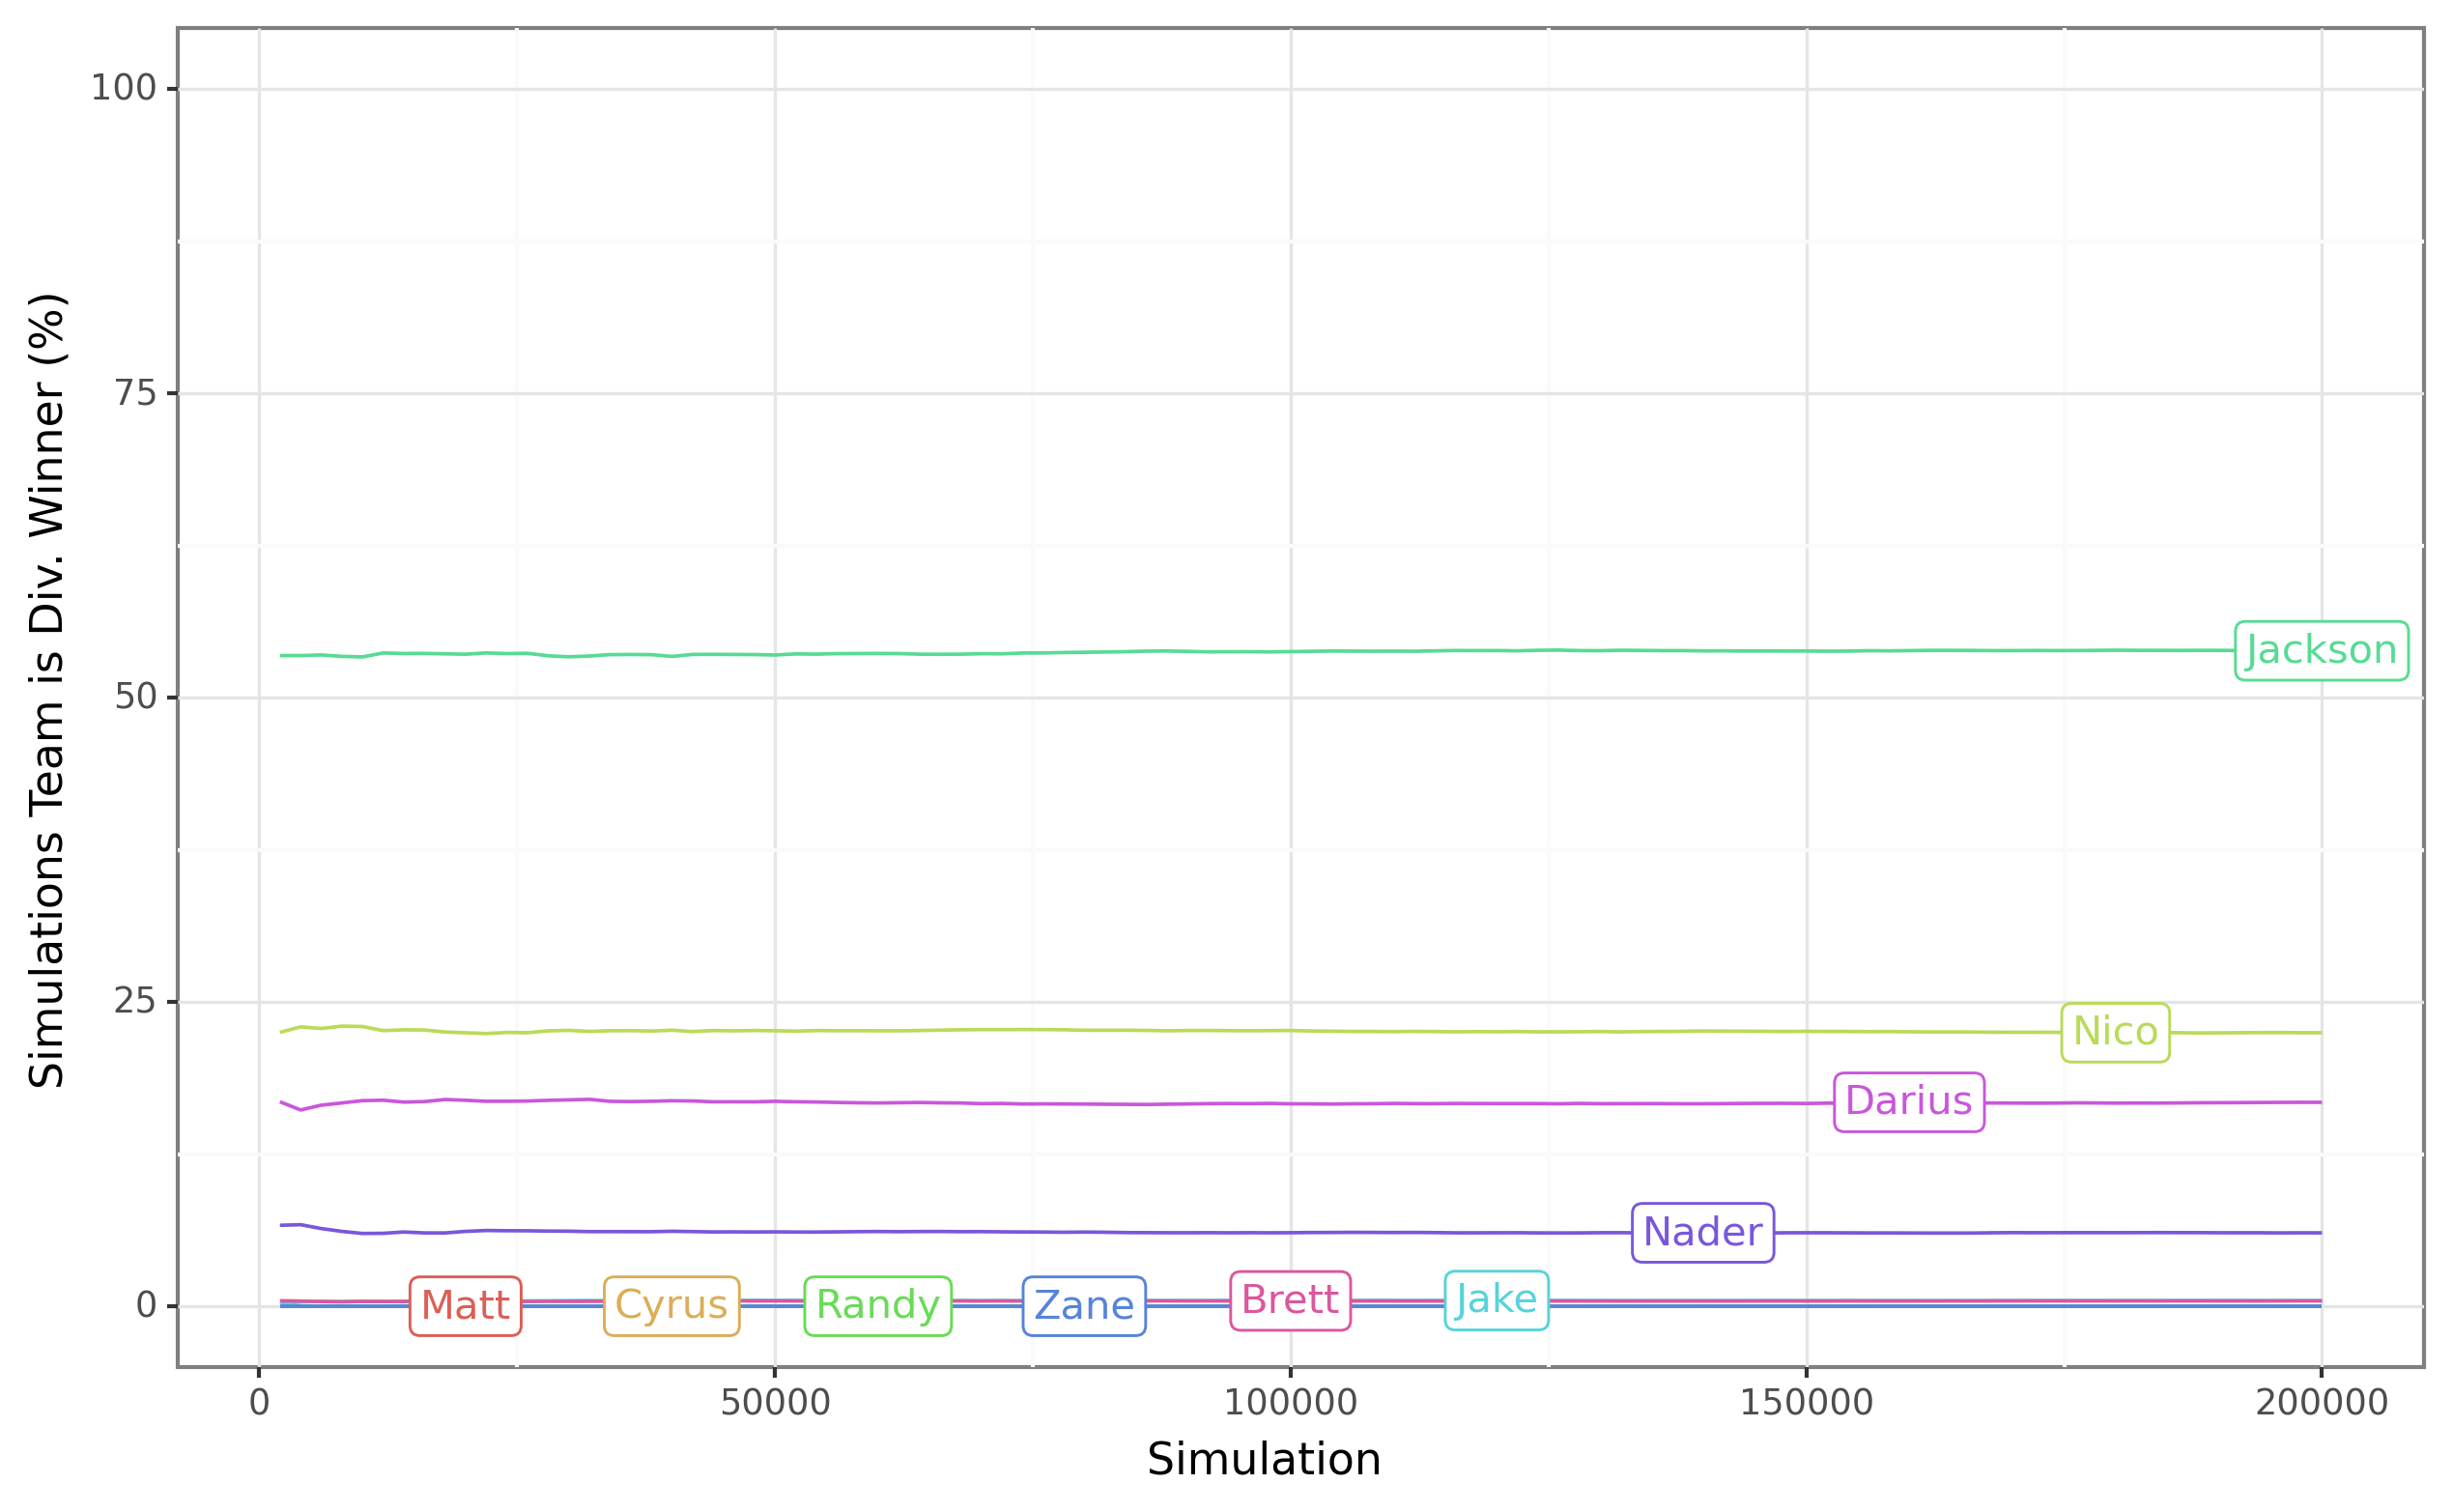 Simulations Team is Div. Winner (%)
100
75
50
25
0
Jackson
Nico
Darius
Nader
Matt
Cyrus
Randy
Zane
Brett
Jake
0
50000
100000
150000
200000
Simulation